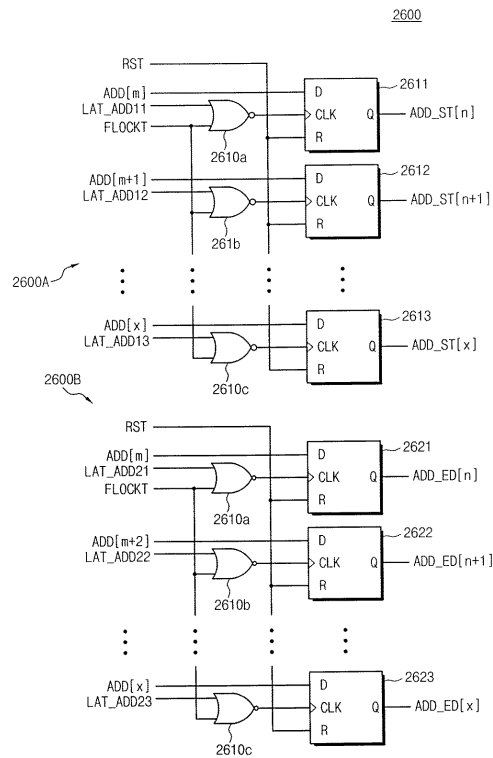 2600
RST
ADD[m]
LAT_ADD11
FLOCKT
2610a
D
CLK
R
Q
2611
ADD_ST[n]
ADD[m+1]
LAT_ADD12
261b
D
CLK
R
Q
2612
ADD_ST[n+1]
2600A
ADD[x]
LAT_ADD13
2610c
D
CLK
R
Q
2613
ADD_ST[x]
2600B
RST
ADD[m]
LAT_ADD21
FLOCKT
2610a
D
CLK
R
Q
2621
ADD_ED[n]
ADD[m+2]
LAT_ADD22
2610b
D
CLK
R
Q
2622
ADD_ED[n+1]
ADD[x]
LAT_ADD23
2610c
D
CLK
R
Q
2623
ADD_ED[x]